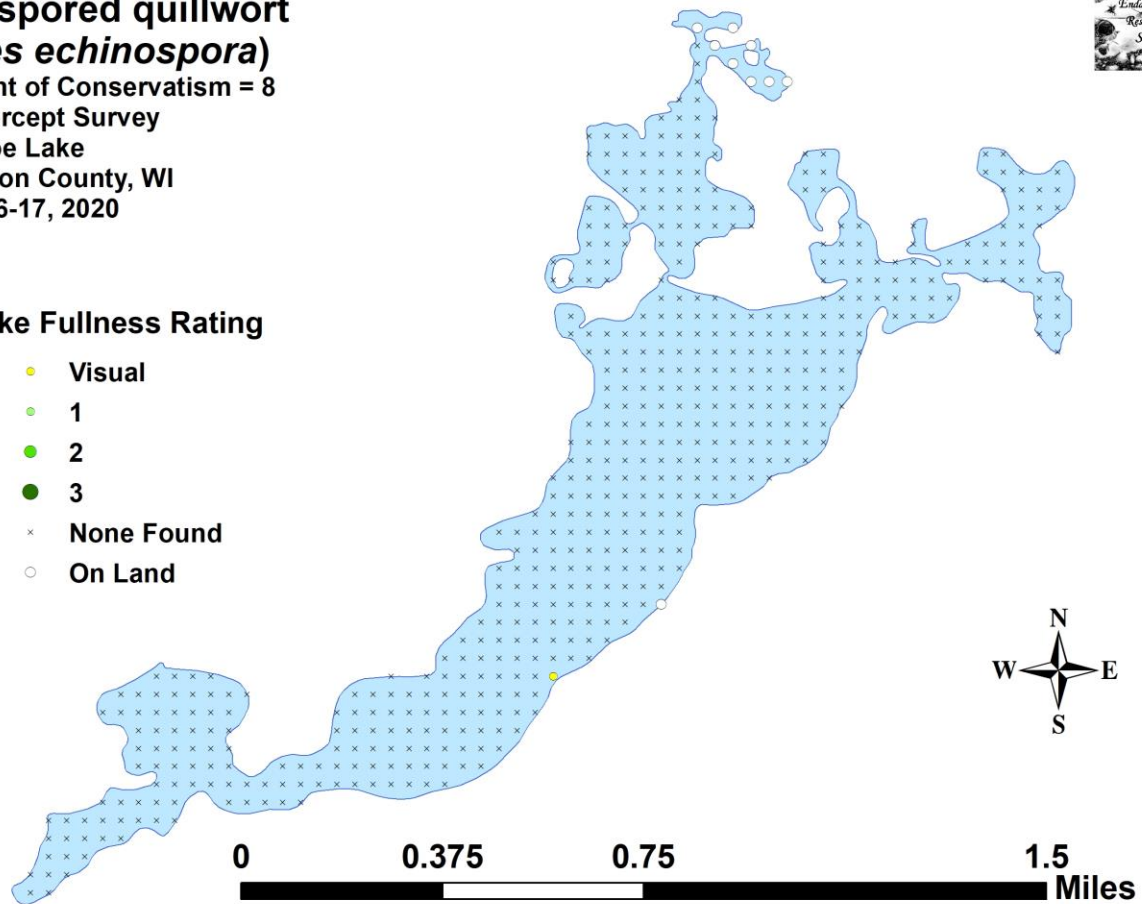 spored quillwort
s echinospora)
nt of Conservatism = 8
rcept Survey
e Lake
on County, WI
6-17, 2020
ke Fullness Rating
Visual
1
2
3
None Found
On Land
N
W E
S
0 0.375 0.75 1.5
Miles